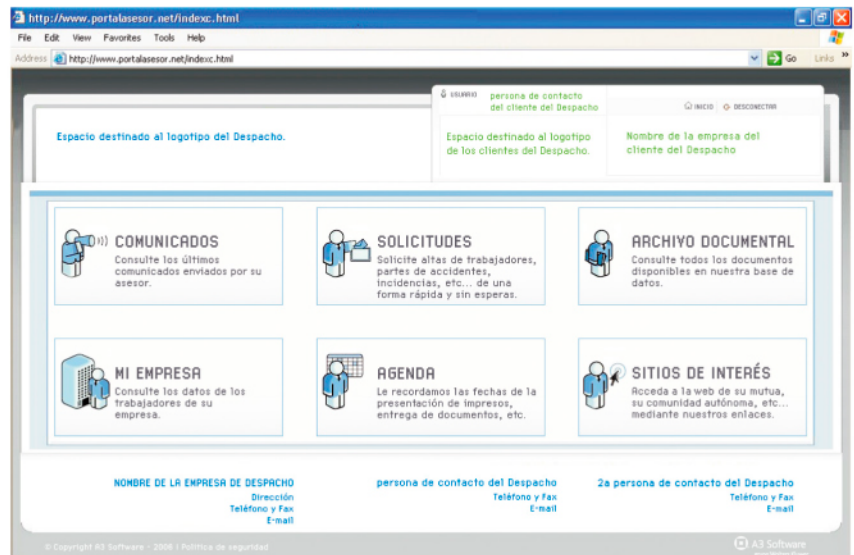 http://www.portalasesor.net/indexc.html
File Edit View Favorites Tools Help
Address http://www.portalasesor.net/indexc.html Go Links »
USUARIO persona de contacto
del cliente del Despacho
INICIO DESCONECTAR
Espacio destinado al logotipo del Despacho.
Espacio destinado al logotipo
de los clientes del Despacho.
Nombre de la empresa del
cliente del Despacho
COMUNICADOS
Consulte los últimos
comunicados enviados por su
asesor.
SOLICITUDES
Solicite altas de trabajadores,
partes de accidentes,
incidencias, etc... de una
forma rápida y sin esperas.
ARCHIVO DOCUMENTAL
Consulte todos los documentos
disponibles en nuestra base de
datos.
MI EMPRESA
Consulte los datos de los
trabajadores de su
empresa.
AGENDA
Le recordamos las fechas de la
presentación de impresos,
entrega de documentos, etc.
SITIOS DE INTERÉS
Acceda a la web de su mutua,
su comunidad autónoma, etc...
mediante nuestros enlaces.
NOMBRE DE LA EMPRESA DE DESPACHO
Dirección
Teléfono y Fax
E-mail
persona de contacto del Despacho
Teléfono y Fax
E-mail
2a persona de contacto del Despacho
Teléfono y Fax
E-mail
© Copyright A3 Software - 2006 | Política de seguridad
A3 Software